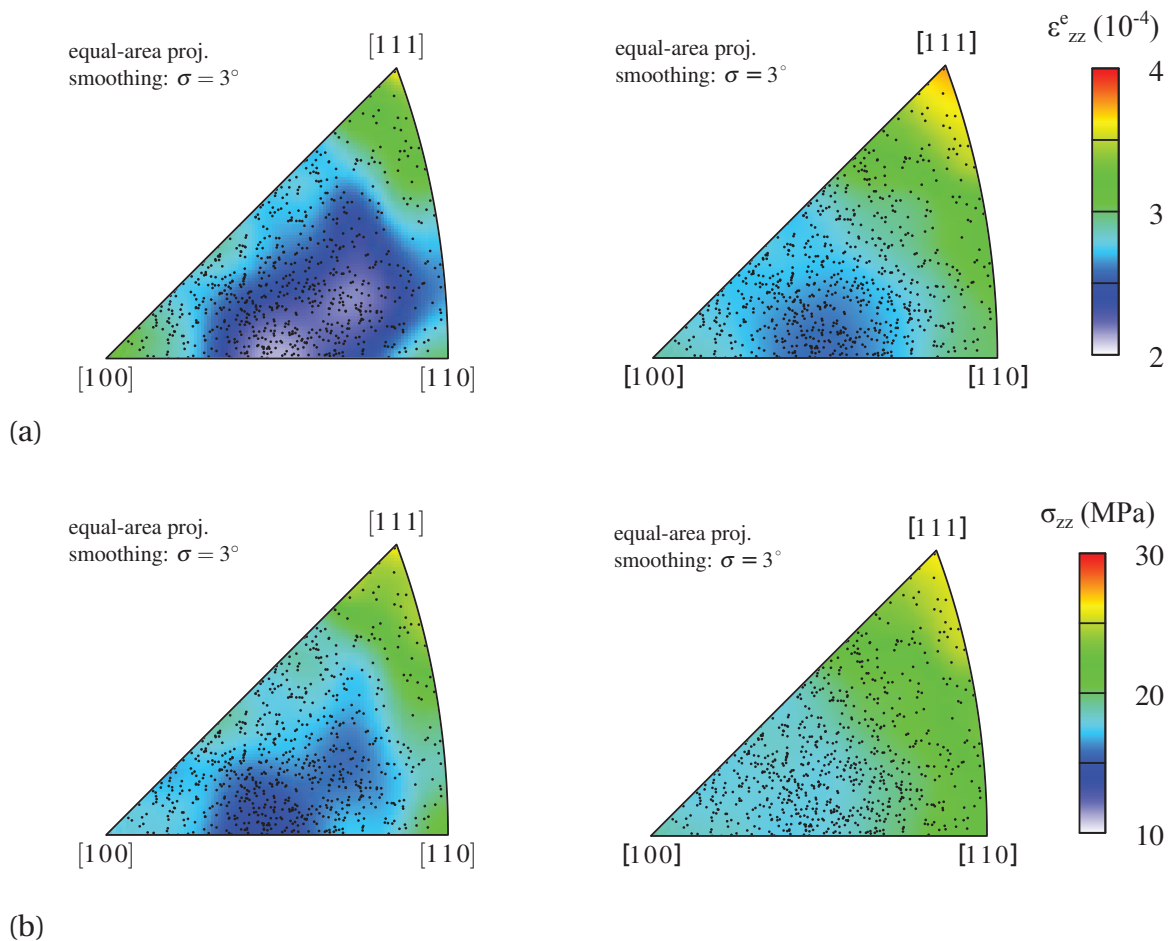 equal-area proj.
smoothing: σ = 3°
[111]
[100]
[110]
equal-area proj.
smoothing: σ = 3°
[111]
[100]
[110]
εᵉzz (10⁻⁴)
4
3
2
(a)
equal-area proj.
smoothing: σ = 3°
[111]
[100]
[110]
equal-area proj.
smoothing: σ = 3°
[111]
[100]
[110]
σzz (MPa)
30
20
10
(b)